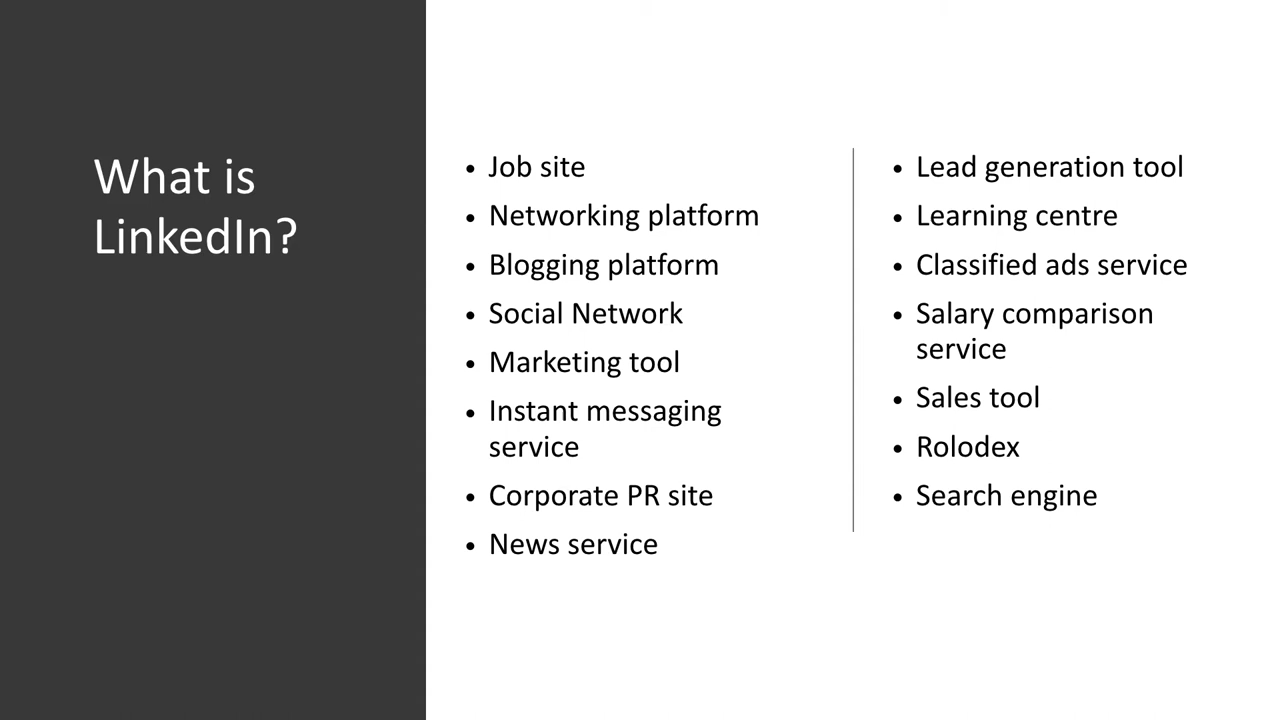 What is
LinkedIn?
• Job site
• Networking platform
• Blogging platform
• Social Network
• Marketing tool
• Instant messaging
service
• Corporate PR site
• News service
• Lead generation tool
• Learning centre
• Classified ads service
• Salary comparison
service
• Sales tool
• Rolodex
• Search engine